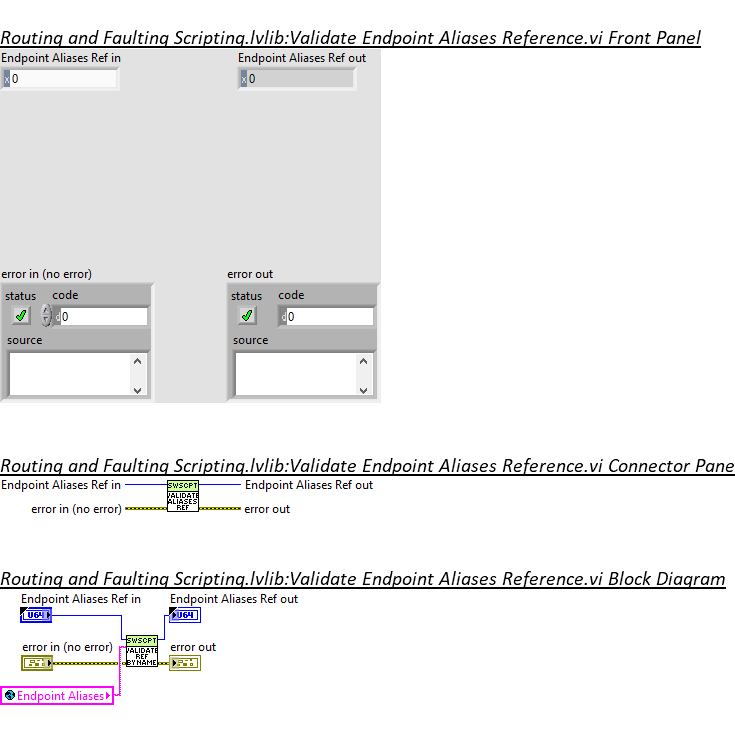 Routing and Faulting Scripting.lvlib:Validate Endpoint Aliases Reference.vi Front Panel
Endpoint Aliases Ref in Endpoint Aliases Ref out
x 0 x 0
error in (no error) error out
status code status code
d 0 d 0
source source
Routing and Faulting Scripting.lvlib:Validate Endpoint Aliases Reference.vi Connector Pane
Endpoint Aliases Ref in SWSCPT Endpoint Aliases Ref out
VALIDATE
ALIASES
REF
error in (no error) error out
Routing and Faulting Scripting.lvlib:Validate Endpoint Aliases Reference.vi Block Diagram
Endpoint Aliases Ref in Endpoint Aliases Ref out
U64 U64
SWSCPT
error in (no error) VALIDATE error out
REF
BY NAME
Endpoint Aliases